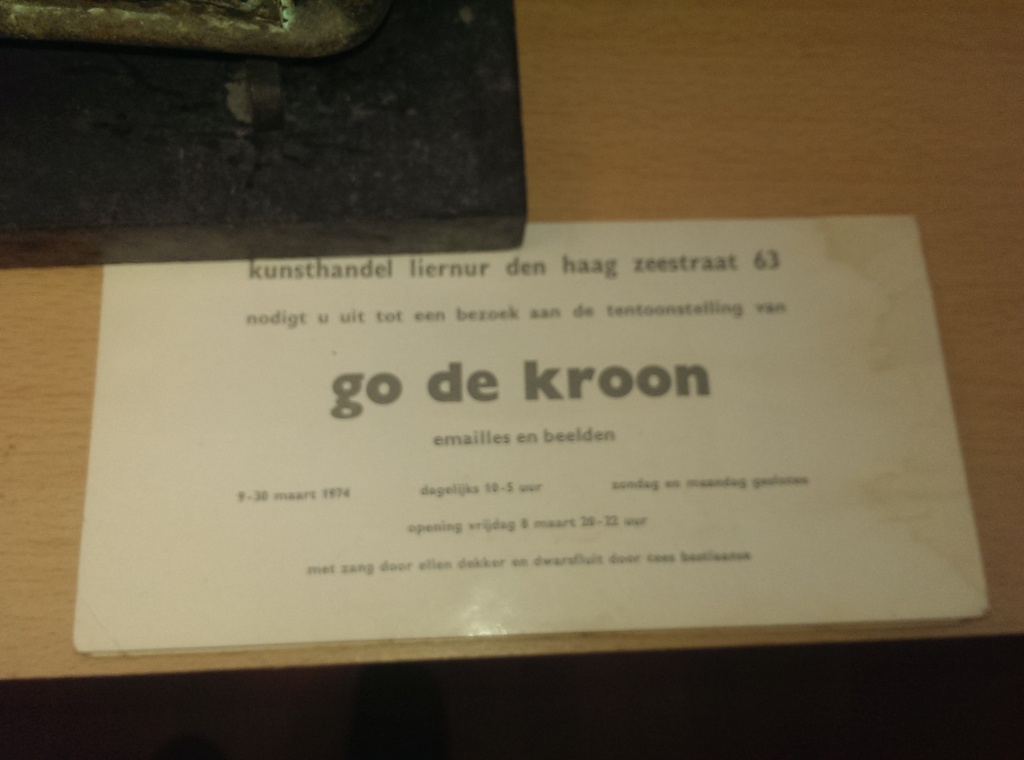 kunsthandel liernur den haag zeestraat 63
nodigt u uit tot een bezoek aan de tentoonstelling van
go de kroon
emailles en beelden
9-30 maart 1974 dagelijks 10-5 uur zondag en maandag gesloten
opening vrijdag 8 maart 20-22 uur
met zang door ellen dekker en dwarsfluit door cees bastiaanse